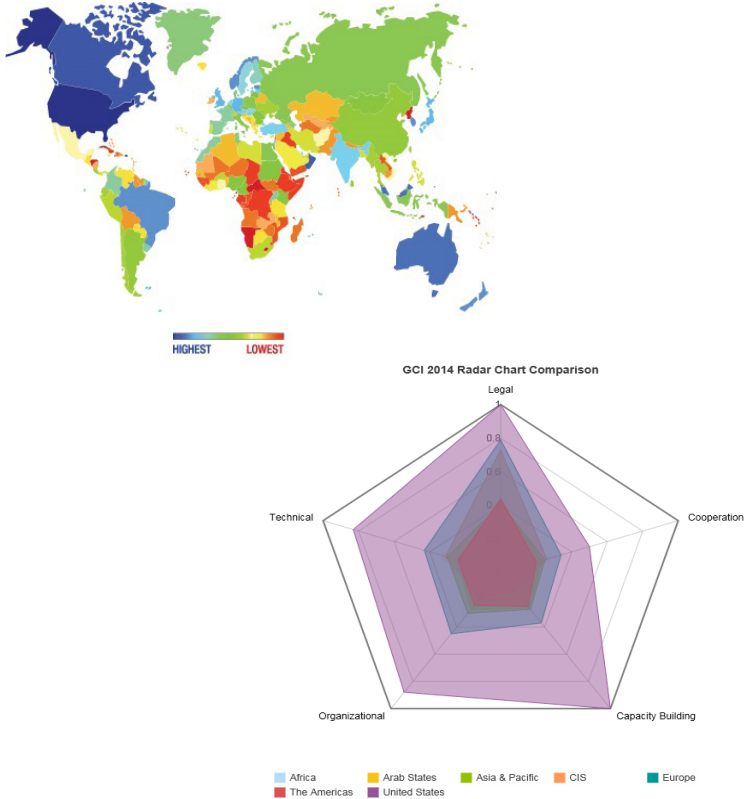 HIGHEST LOWEST
GCI 2014 Radar Chart Comparison
Legal
1
0.8
0.6
Technical
Cooperation
Organizational
Capacity Building
Africa Arab States Asia & Pacific CIS Europe
The Americas United States